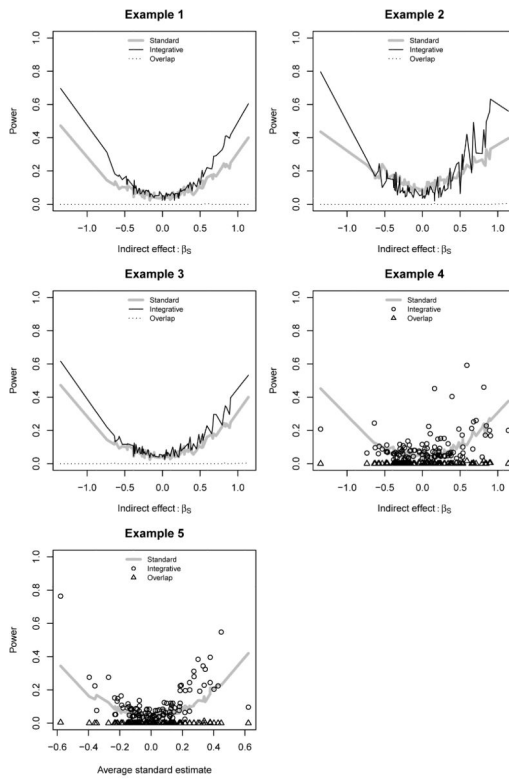 Example 1
Standard
Integrative
Overlap
Power
0.0 0.2 0.4 0.6 0.8 1.0
−1.0 −0.5 0.0 0.5 1.0
Indirect effect : βS
Example 2
Standard
Integrative
Overlap
Power
0.0 0.2 0.4 0.6 0.8 1.0
−1.0 −0.5 0.0 0.5 1.0
Indirect effect : βS
Example 3
Standard
Integrative
Overlap
Power
0.0 0.2 0.4 0.6 0.8 1.0
−1.0 −0.5 0.0 0.5 1.0
Indirect effect : βS
Example 4
Standard
Integrative
Overlap
Power
0.0 0.2 0.4 0.6 0.8 1.0
−1.0 −0.5 0.0 0.5 1.0
Indirect effect : βS
Example 5
Standard
Integrative
Overlap
Power
0.0 0.2 0.4 0.6 0.8 1.0
−0.6 −0.4 −0.2 0.0 0.2 0.4 0.6
Average standard estimate